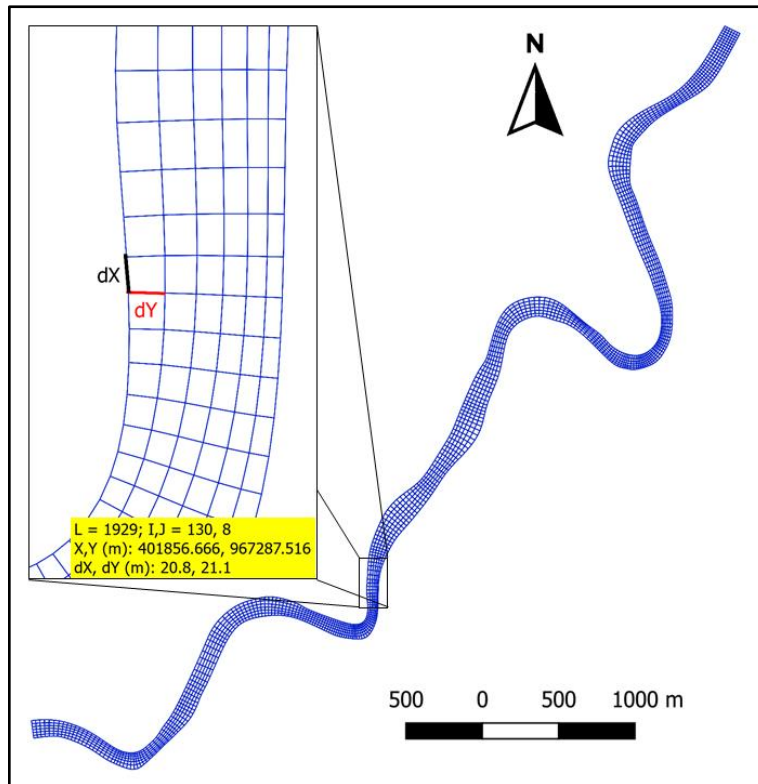 N
dX
dY
L = 1929; I,J = 130, 8
X,Y (m): 401856.666, 967287.516
dX, dY (m): 20.8, 21.1
500 0 500 1000 m